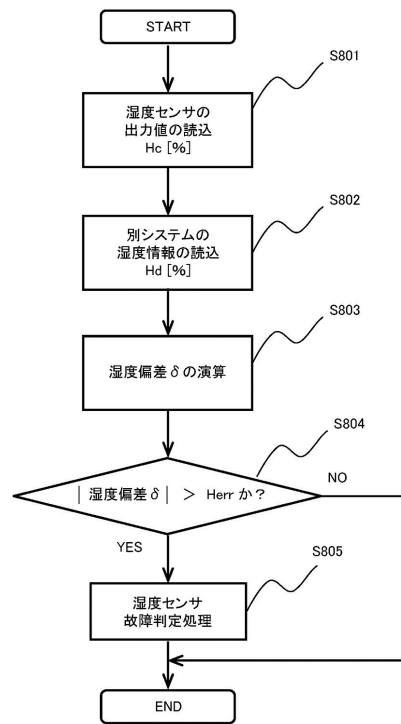 START
S801
湿度センサの
出力値の読込
Hc [%]
S802
別システムの
湿度情報の読込
Hd [%]
S803
湿度偏差δの演算
S804
| 湿度偏差δ | ＞ Herr か？
NO
YES
S805
湿度センサ
故障判定処理
END